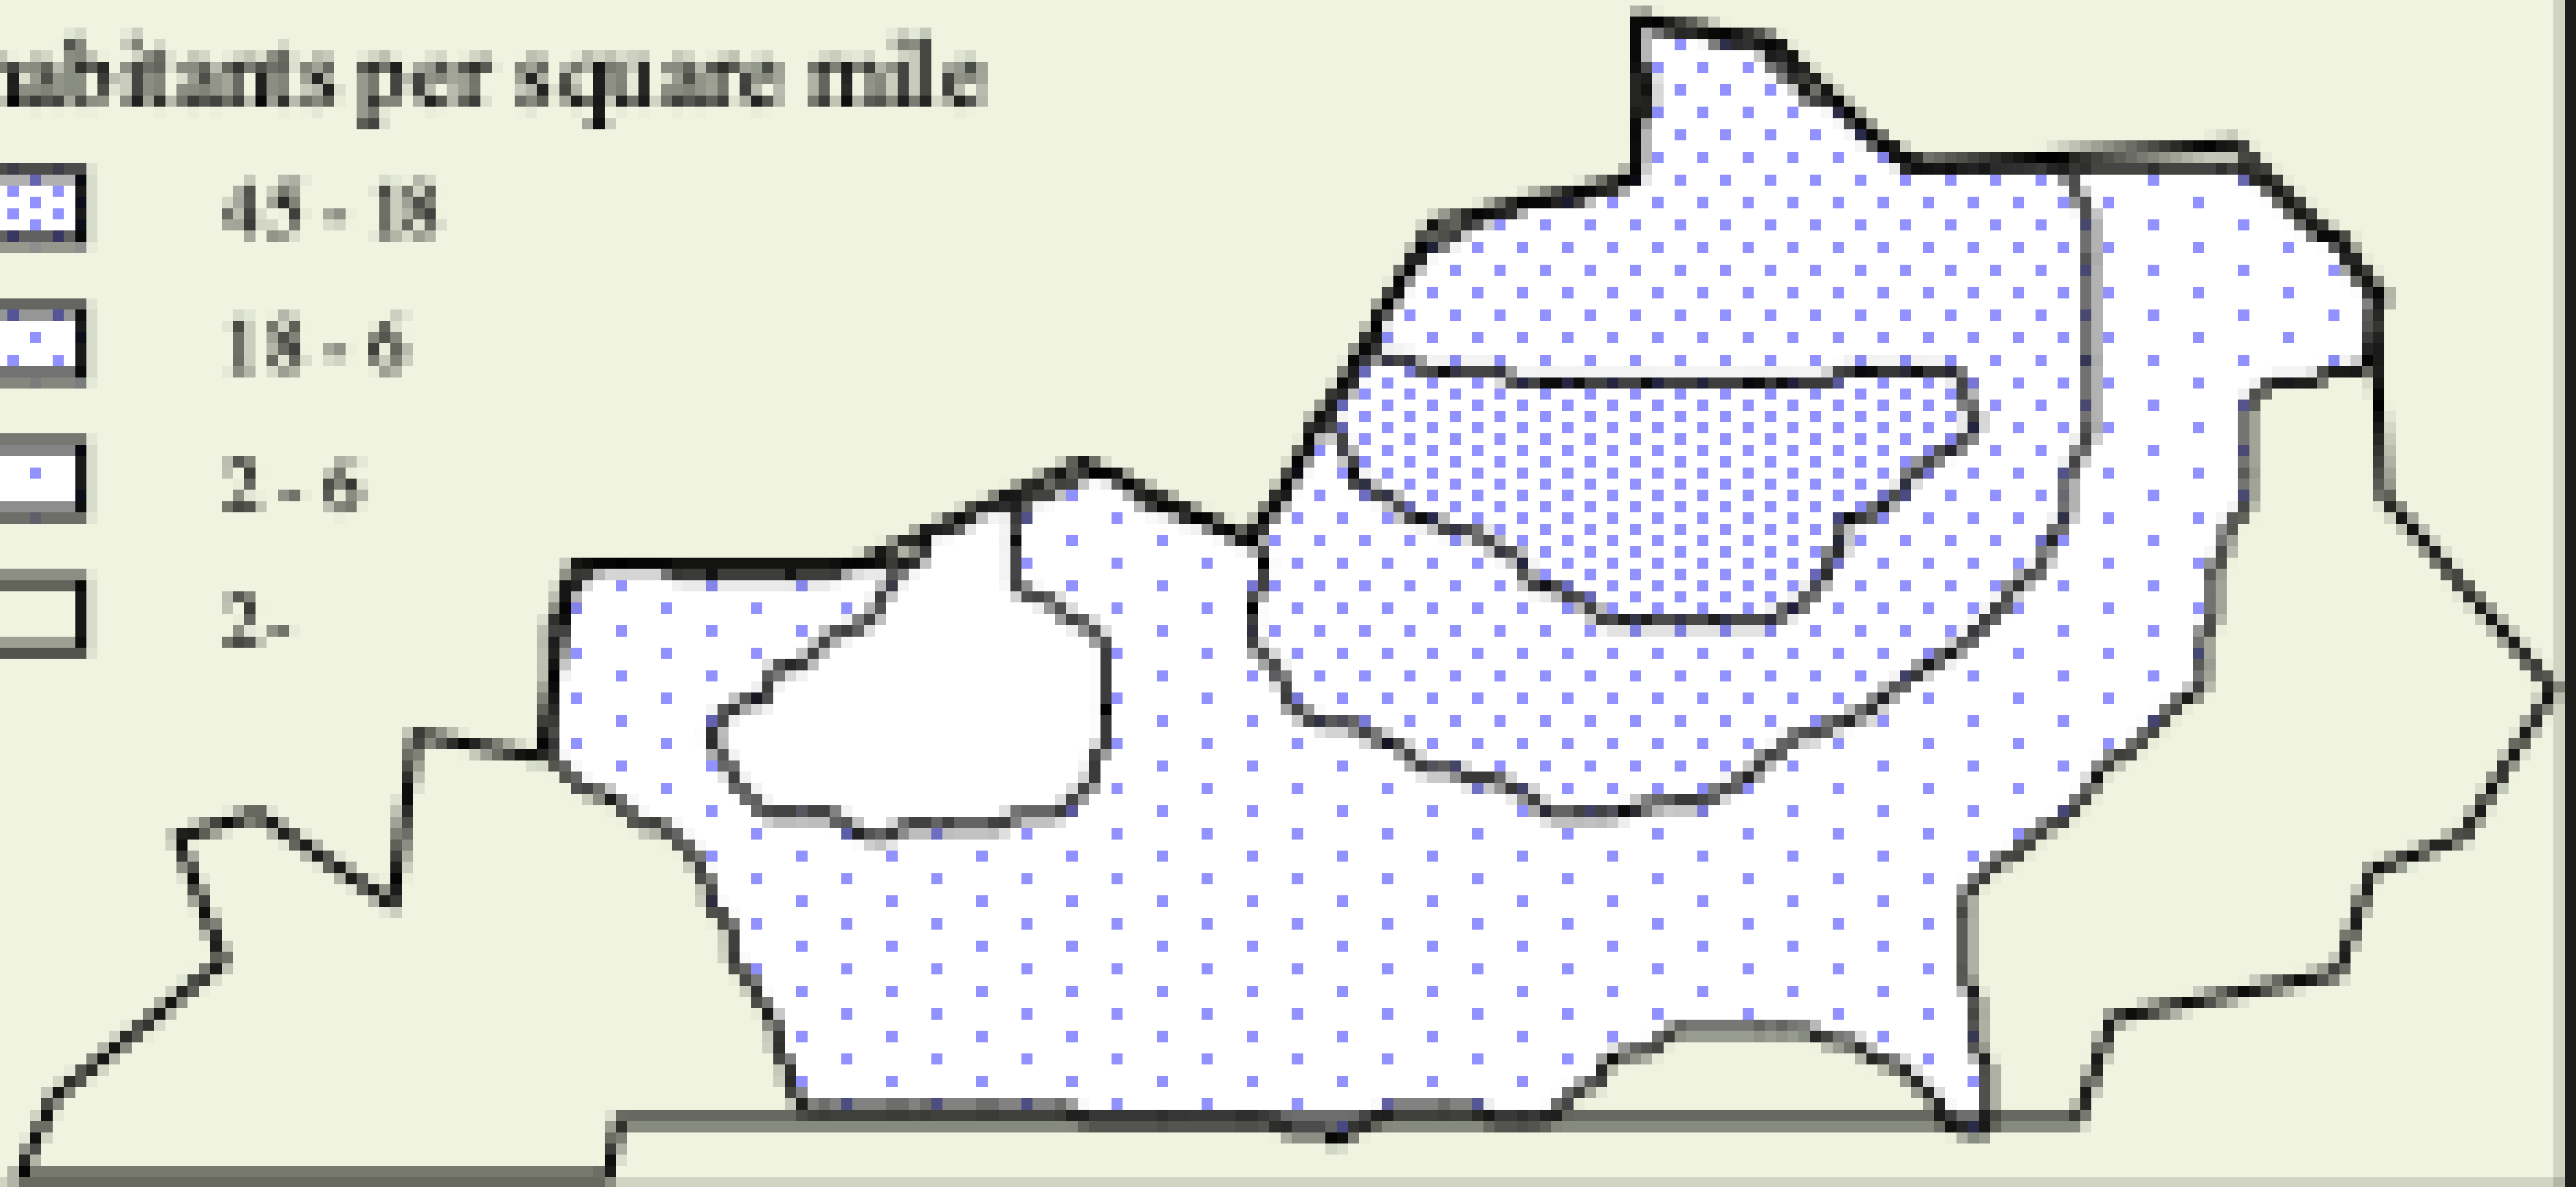 habitants per square mile
45 - 18
18 - 6
2 - 6
2-